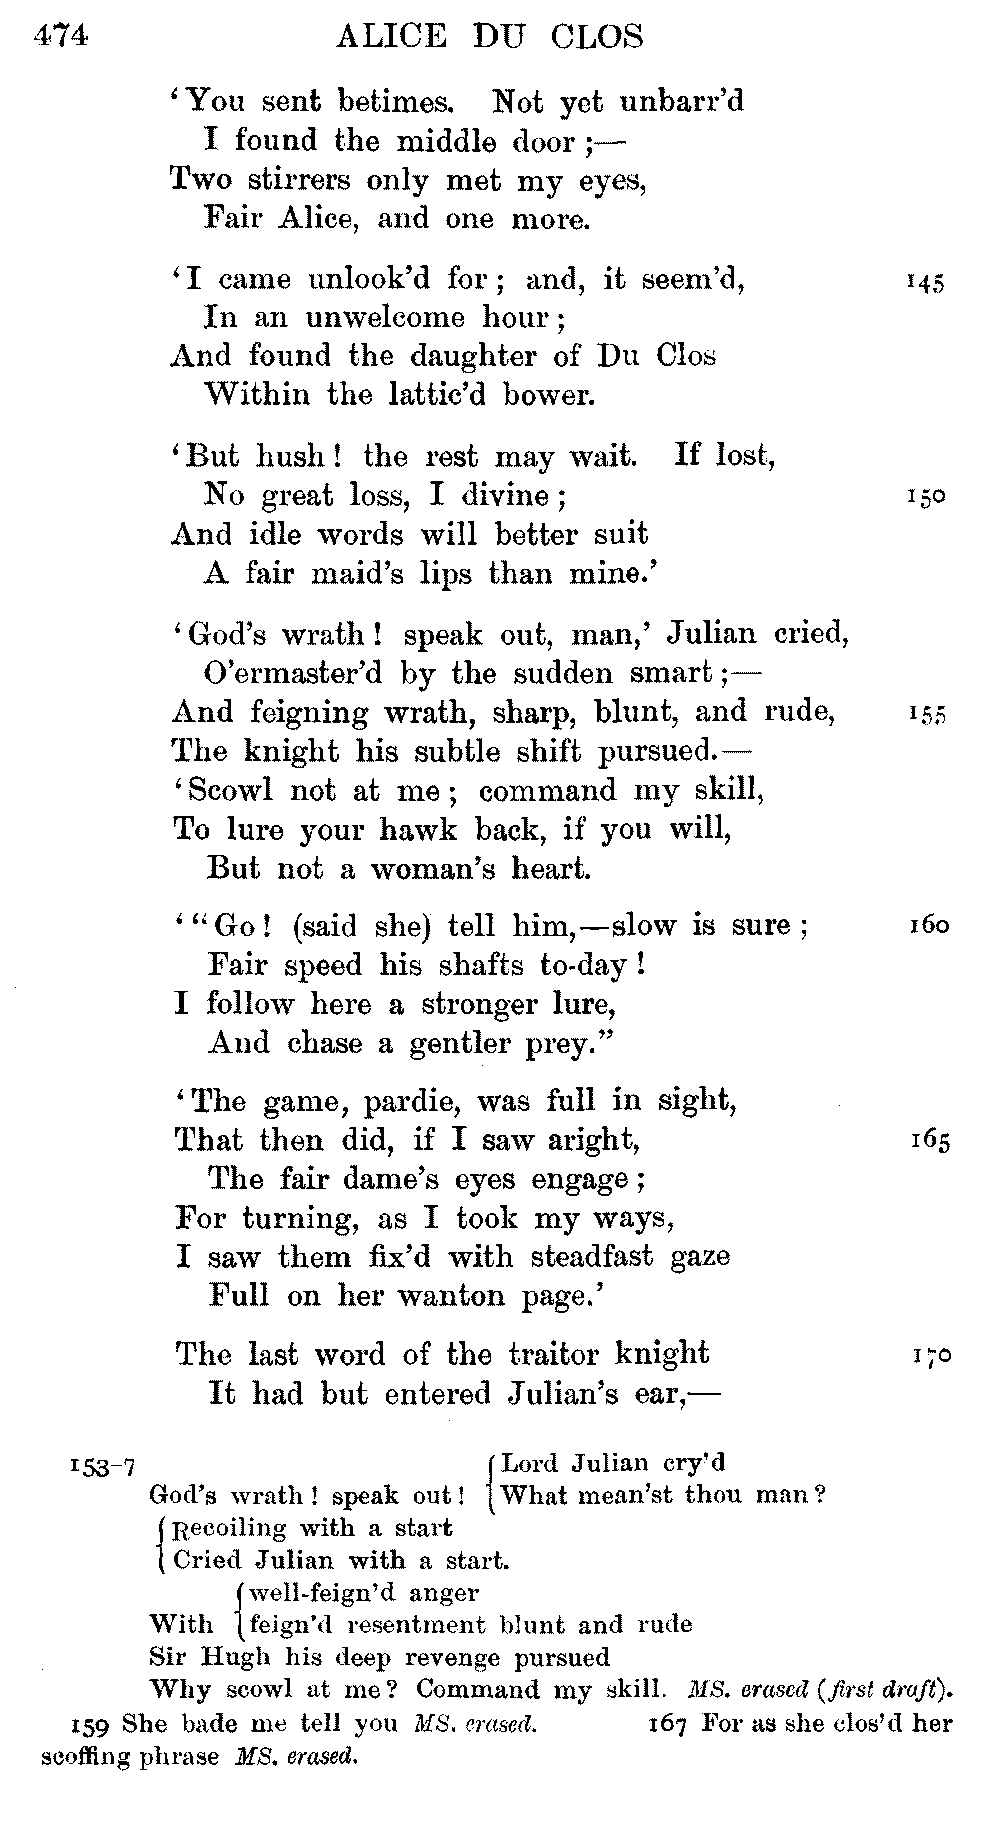 474 ALICE DU CLOS
‘You sent betimes. Not yet unbarr’d
I found the middle door;—
Two stirrers only met my eyes,
Fair Alice, and one more.
‘I came unlook’d for; and, it seem’d, 145
In an unwelcome hour;
And found the daughter of Du Clos
Within the lattic’d bower.
‘But hush! the rest may wait. If lost,
No great loss, I divine; 150
And idle words will better suit
A fair maid’s lips than mine.’
‘God’s wrath! speak out, man,’ Julian cried,
O’ermaster’d by the sudden smart;—
And feigning wrath, sharp, blunt, and rude, 155
The knight his subtle shift pursued.—
‘Scowl not at me; command my skill,
To lure your hawk back, if you will,
But not a woman’s heart.
‘“Go! (said she) tell him,—slow is sure; 160
Fair speed his shafts to-day!
I follow here a stronger lure,
And chase a gentler prey.”
‘The game, pardie, was full in sight,
That then did, if I saw aright, 165
The fair dame’s eyes engage;
For turning, as I took my ways,
I saw them fix’d with steadfast gaze
Full on her wanton page.’
The last word of the traitor knight 170
It had but entered Julian’s ear,—
153–7 {Lord Julian cry’d
God’s wrath! speak out! {What mean’st thou man?
{Recoiling with a start
{Cried Julian with a start.
{well-feign’d anger
With {feign’d resentment blunt and rude
Sir Hugh his deep revenge pursued
Why scowl at me? Command my skill. MS. erased (first draft).
159 She bade me tell you MS. erased. 167 For as she clos’d her
scoffing phrase MS. erased.